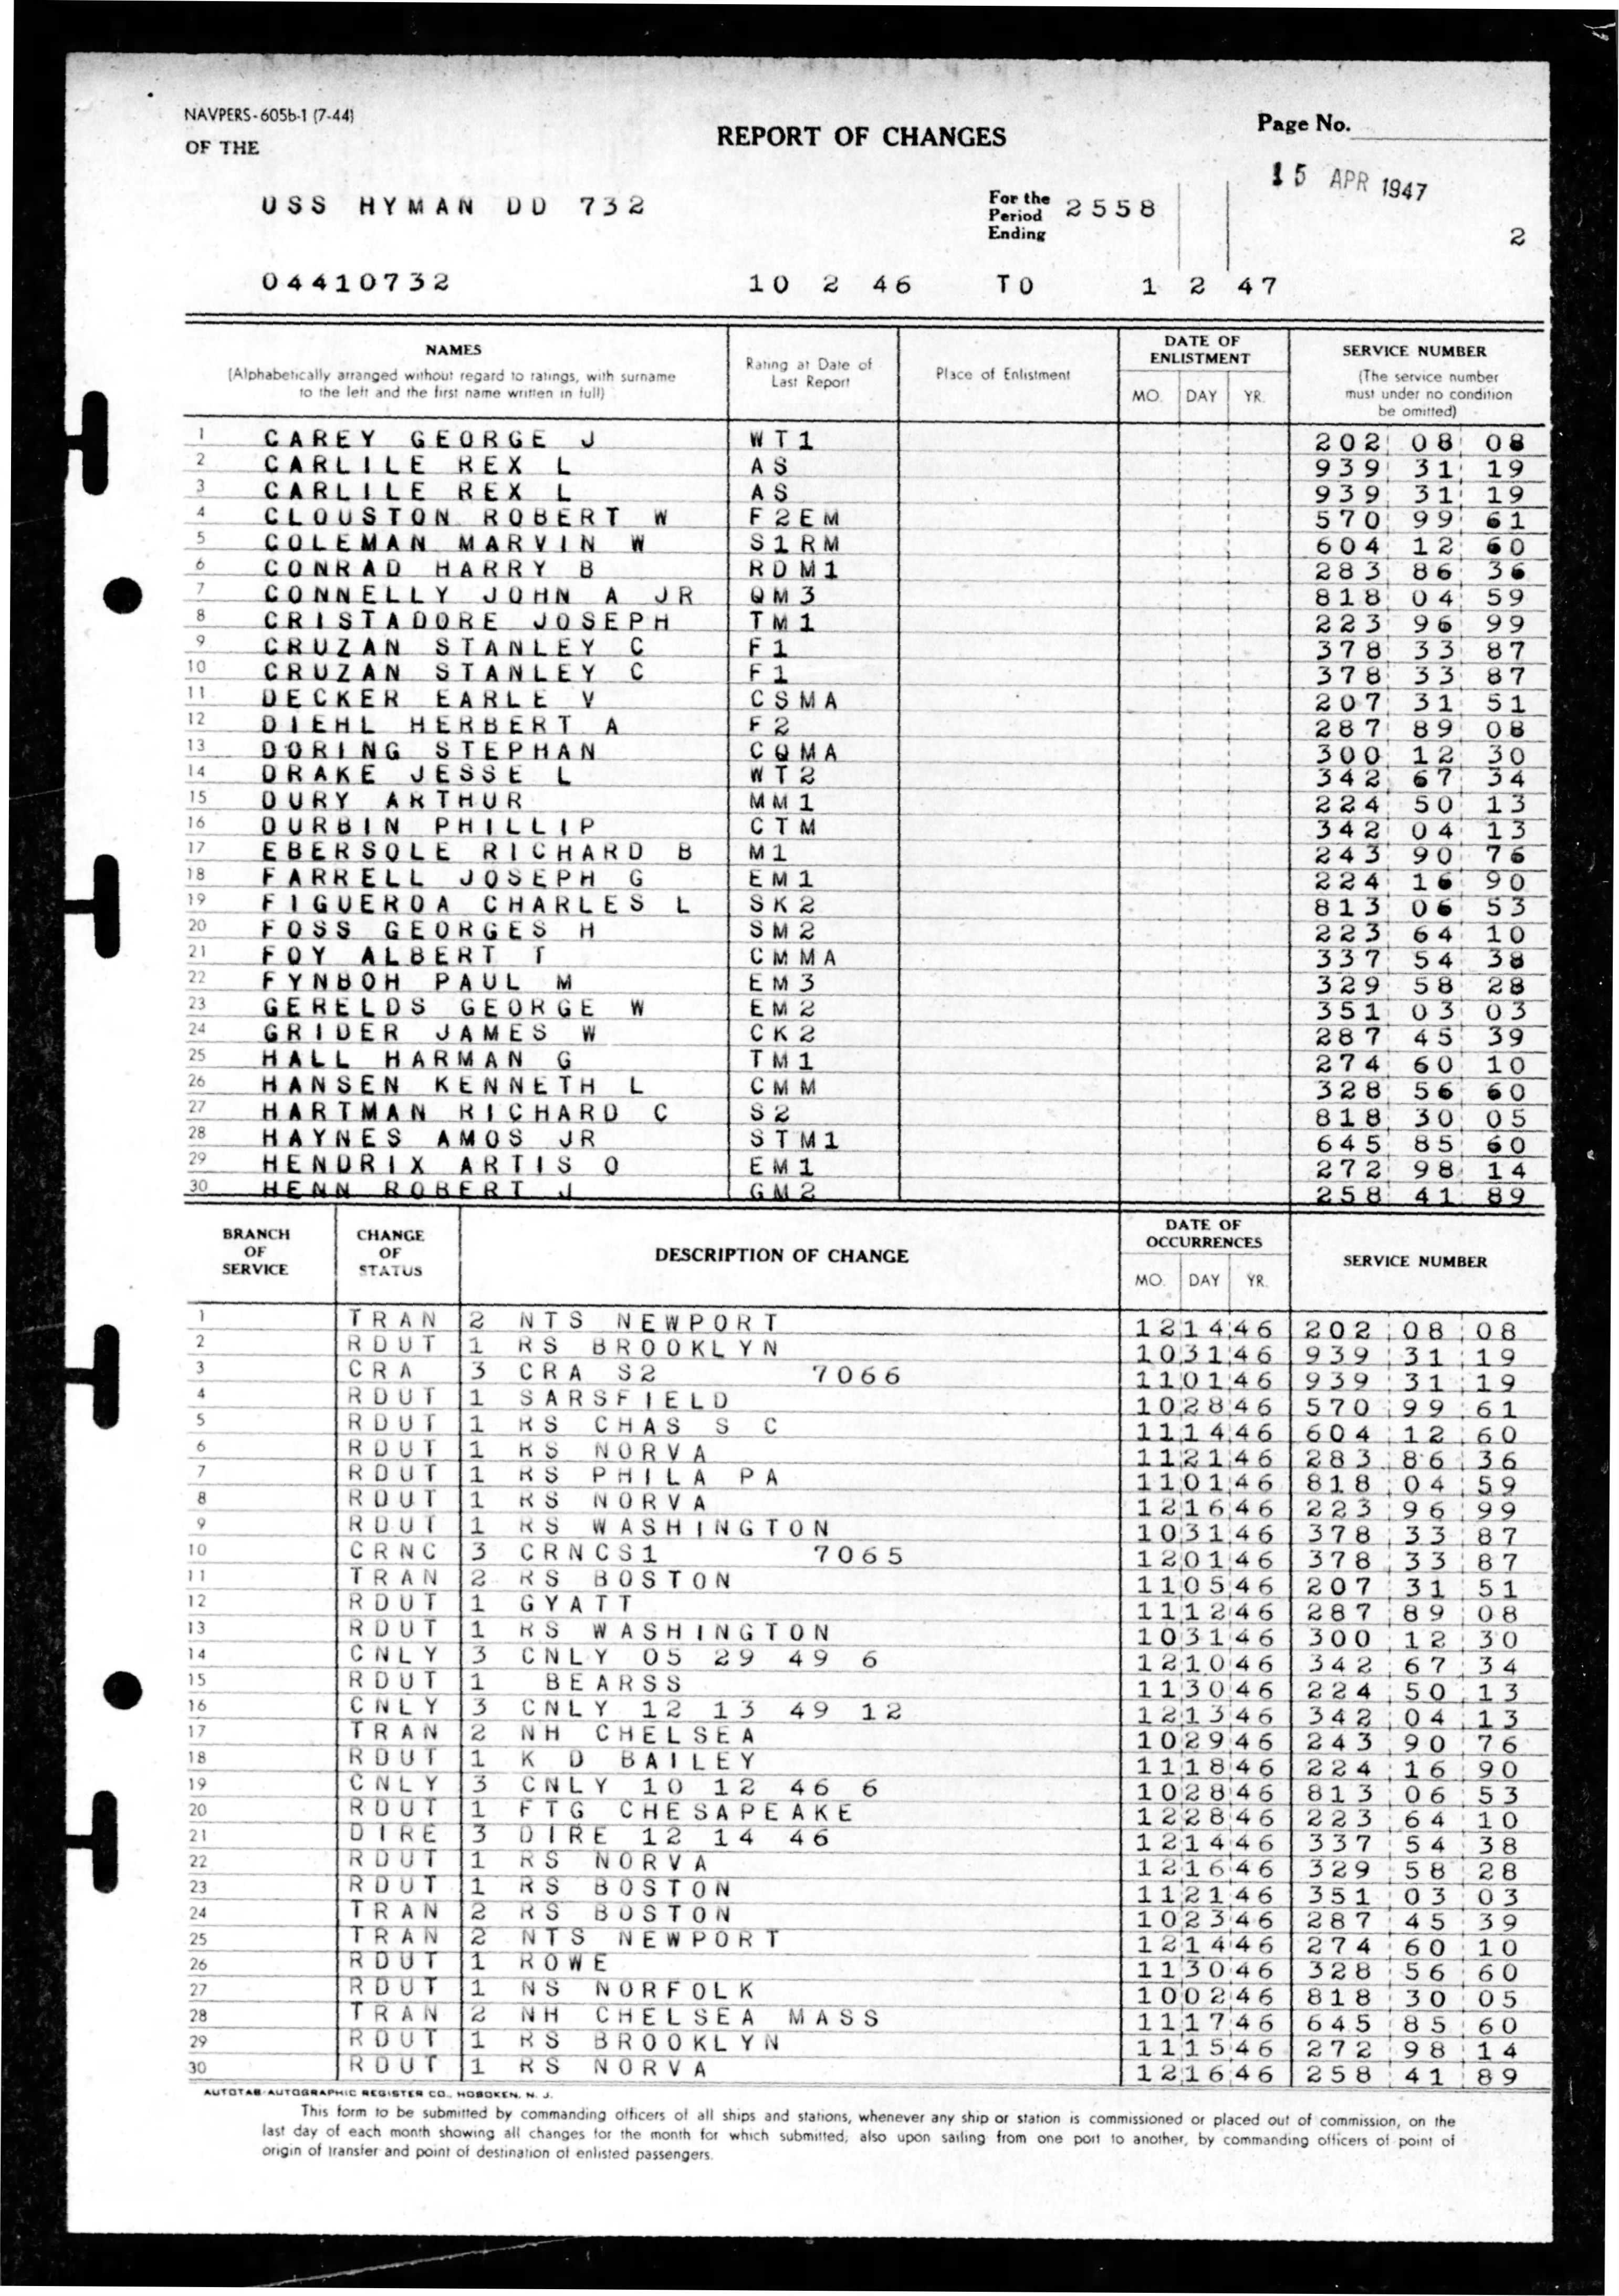 NAVPERS-605b-1 (7-44)
OF THE
REPORT OF CHANGES
Page No.
15 APR 1947
USS HYMAN DD 732
For the Period Ending 2558
2
04410732 10 2 46 TO 1 2 47
NAMES
(Alphabetically arranged without regard to ratings, with surname
to the left and the first name written in full)
Rating at Date of
Last Report
Place of Enlistment
DATE OF
ENLISTMENT
MO. DAY YR.
SERVICE NUMBER
(The service number
must under no condition
be omitted)
1 CAREY GEORGE J WT1 202 08 08
2 CARLILE REX L AS 939 31 19
3 CARLILE REX L AS 939 31 19
4 CLOUSTON ROBERT W F2EM 570 99 61
5 COLEMAN MARVIN W S1RM 604 12 60
6 CONRAD HARRY B RDM1 283 86 36
7 CONNELLY JOHN A JR QM3 818 04 59
8 CRISTADORE JOSEPH TM1 223 96 99
9 CRUZAN STANLEY C F1 378 33 87
10 CRUZAN STANLEY C F1 378 33 87
11 DECKER EARLE V CSMA 207 31 51
12 DIEHL HERBERT A F2 287 89 08
13 DORING STEPHAN CQMA 300 12 30
14 DRAKE JESSE L WT2 342 67 34
15 DURY ARTHUR MM1 224 50 13
16 DURBIN PHILLIP CTM 342 04 13
17 EBERSOLE RICHARD B M1 243 90 76
18 FARRELL JOSEPH G EM1 224 16 90
19 FIGUEROA CHARLES L SK2 813 06 53
20 FOSS GEORGES H SM2 223 64 10
21 FOY ALBERT T CMMA 337 54 38
22 FYNBOH PAUL M EM3 329 58 28
23 GERELDS GEORGE W EM2 351 03 03
24 GRIDER JAMES W CK2 287 45 39
25 HALL HARMAN G TM1 274 60 10
26 HANSEN KENNETH L CMM 328 56 60
27 HARTMAN RICHARD C S2 818 30 05
28 HAYNES AMOS JR STM1 645 85 60
29 HENDRIX ARTIS O EM1 272 98 14
30 HENN ROBERT J GM2 258 41 89
BRANCH
OF
SERVICE
CHANGE
OF
STATUS
DESCRIPTION OF CHANGE
DATE OF
OCCURRENCES
MO. DAY YR.
SERVICE NUMBER
1 TRAN 2 NTS NEWPORT 12 14 46 202 08 08
2 RDUT 1 RS BROOKLYN 10 31 46 939 31 19
3 CRA 3 CRA S2 7066 11 01 46 939 31 19
4 RDUT 1 SARSFIELD 10 28 46 570 99 61
5 RDUT 1 RS CHAS S C 11 14 46 604 12 60
6 RDUT 1 RS NORVA 11 21 46 283 86 36
7 RDUT 1 RS PHILA PA 11 01 46 818 04 59
8 RDUT 1 RS NORVA 12 16 46 223 96 99
9 RDUT 1 RS WASHINGTON 10 31 46 378 33 87
10 CRNC 3 CRNCS1 7065 12 01 46 378 33 87
11 TRAN 2 RS BOSTON 11 05 46 207 31 51
12 RDUT 1 GYATT 11 12 46 287 89 08
13 RDUT 1 RS WASHINGTON 10 31 46 300 12 30
14 CNLY 3 CNLY 05 29 49 6 12 10 46 342 67 34
15 RDUT 1 BEARSS 11 30 46 224 50 13
16 CNLY 3 CNLY 12 13 49 12 12 13 46 342 04 13
17 TRAN 2 NH CHELSEA 10 29 46 243 90 76
18 RDUT 1 K D BAILEY 11 18 46 224 16 90
19 CNLY 3 CNLY 10 12 46 6 10 28 46 813 06 53
20 RDUT 1 FTG CHESAPEAKE 12 28 46 223 64 10
21 DIRE 3 DIRE 12 14 46 12 14 46 337 54 38
22 RDUT 1 RS NORVA 12 16 46 329 58 28
23 RDUT 1 RS BOSTON 11 21 46 351 03 03
24 TRAN 2 RS BOSTON 10 23 46 287 45 39
25 TRAN 2 NTS NEWPORT 12 14 46 274 60 10
26 RDUT 1 ROWE 11 30 46 328 56 60
27 RDUT 1 NS NORFOLK 10 02 46 818 30 05
28 TRAN 2 NH CHELSEA MASS 11 17 46 645 85 60
29 RDUT 1 RS BROOKLYN 11 15 46 272 98 14
30 RDUT 1 RS NORVA 12 16 46 258 41 89
AUTOTAB AUTOGRAPHIC REGISTER CO., HOBOKEN, N. J.
This form to be submitted by commanding officers of all ships and stations, whenever any ship or station is commissioned or placed out of commission, on the
last day of each month showing all changes for the month for which submitted; also upon sailing from one port to another, by commanding officers of point of
origin of transfer and point of destination of enlisted passengers.